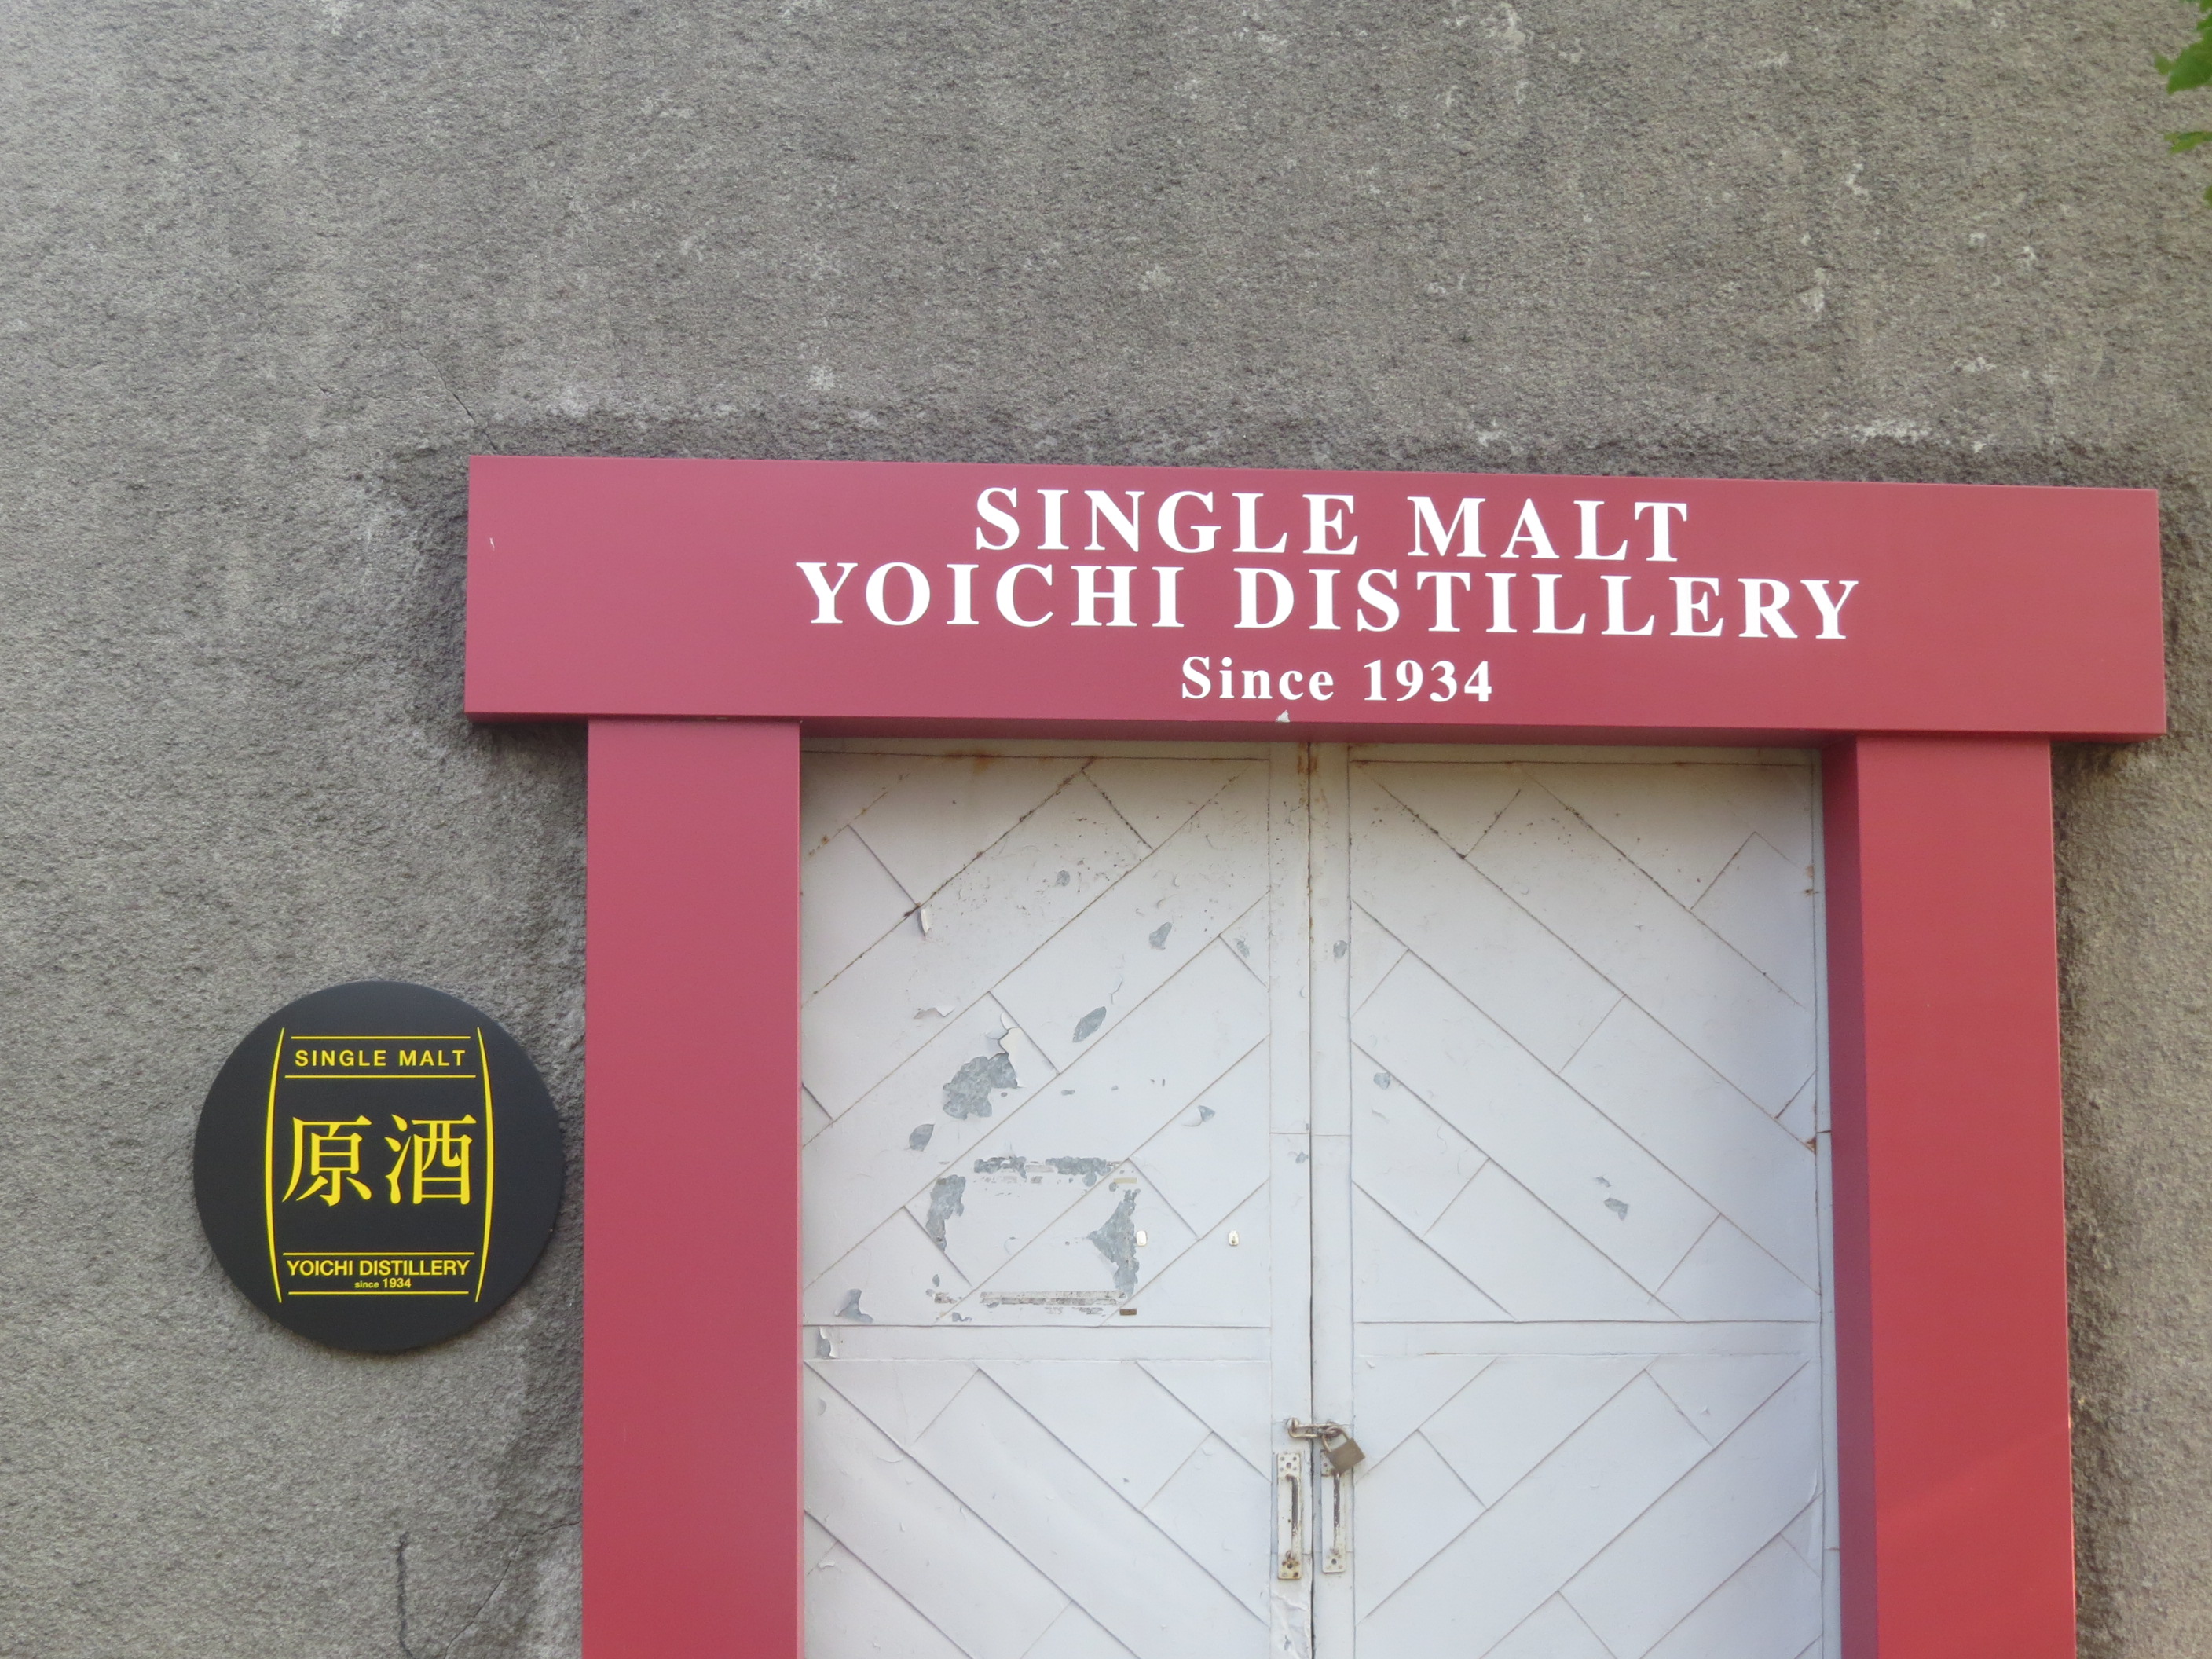 SINGLE MALT
YOICHI DISTILLERY
Since 1934
SINGLE MALT
原酒
YOICHI DISTILLERY
since 1934